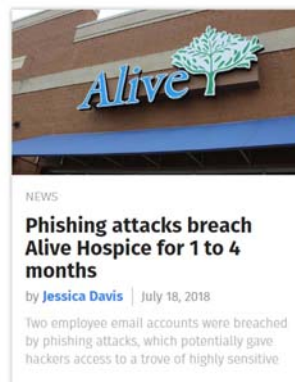 Alive
NEWS
Phishing attacks breach
Alive Hospice for 1 to 4
months
by Jessica Davis | July 18, 2018
Two employee email accounts were breached
by phishing attacks, which potentially gave
hackers access to a trove of highly sensitive